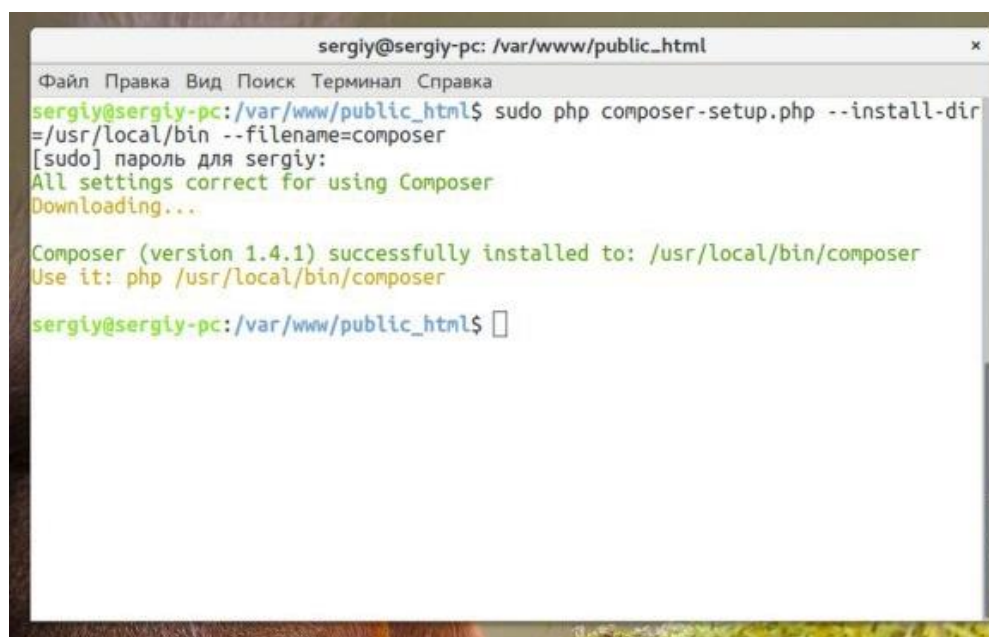 sergiy@sergiy-pc: /var/www/public_html ×
Файл Правка Вид Поиск Терминал Справка
sergiy@sergiy-pc:/var/www/public_html$ sudo php composer-setup.php --install-dir
=/usr/local/bin --filename=composer
[sudo] пароль для sergiy:
All settings correct for using Composer
Downloading...
Composer (version 1.4.1) successfully installed to: /usr/local/bin/composer
Use it: php /usr/local/bin/composer
sergiy@sergiy-pc:/var/www/public_html$